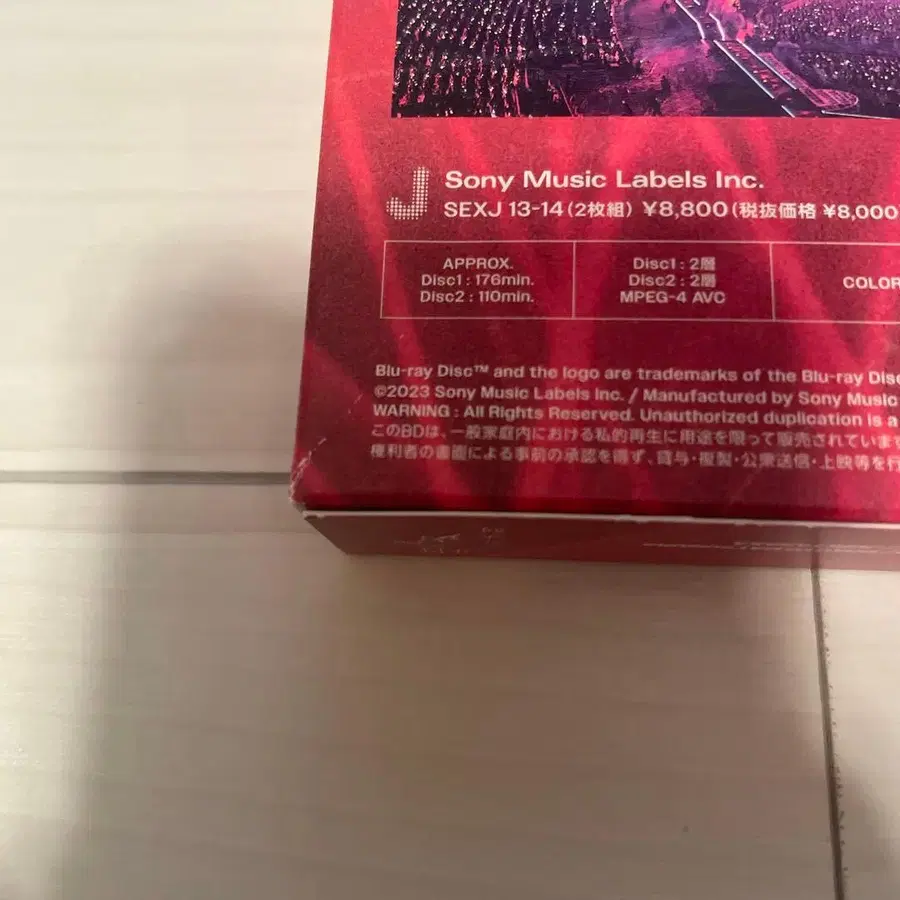 J
Sony Music Labels Inc.
SEXJ 13-14 (2枚組) ¥8,800 (税抜価格 ¥8,000
APPROX.
Disc1 : 176min.
Disc2 : 110min.
Disc1 : 2層
Disc2 : 2層
MPEG-4 AVC
COLOR
Blu-ray Disc™ and the logo are trademarks of the Blu-ray Disc
©2023 Sony Music Labels Inc. / Manufactured by Sony Music
WARNING : All Rights Reserved. Unauthorized duplication is a
このBDは、一般家庭内における私的再生に用途を限って販売されています
権利者の書面による事前の承認を得ず、貸与・複製・公衆送信・上映等を行